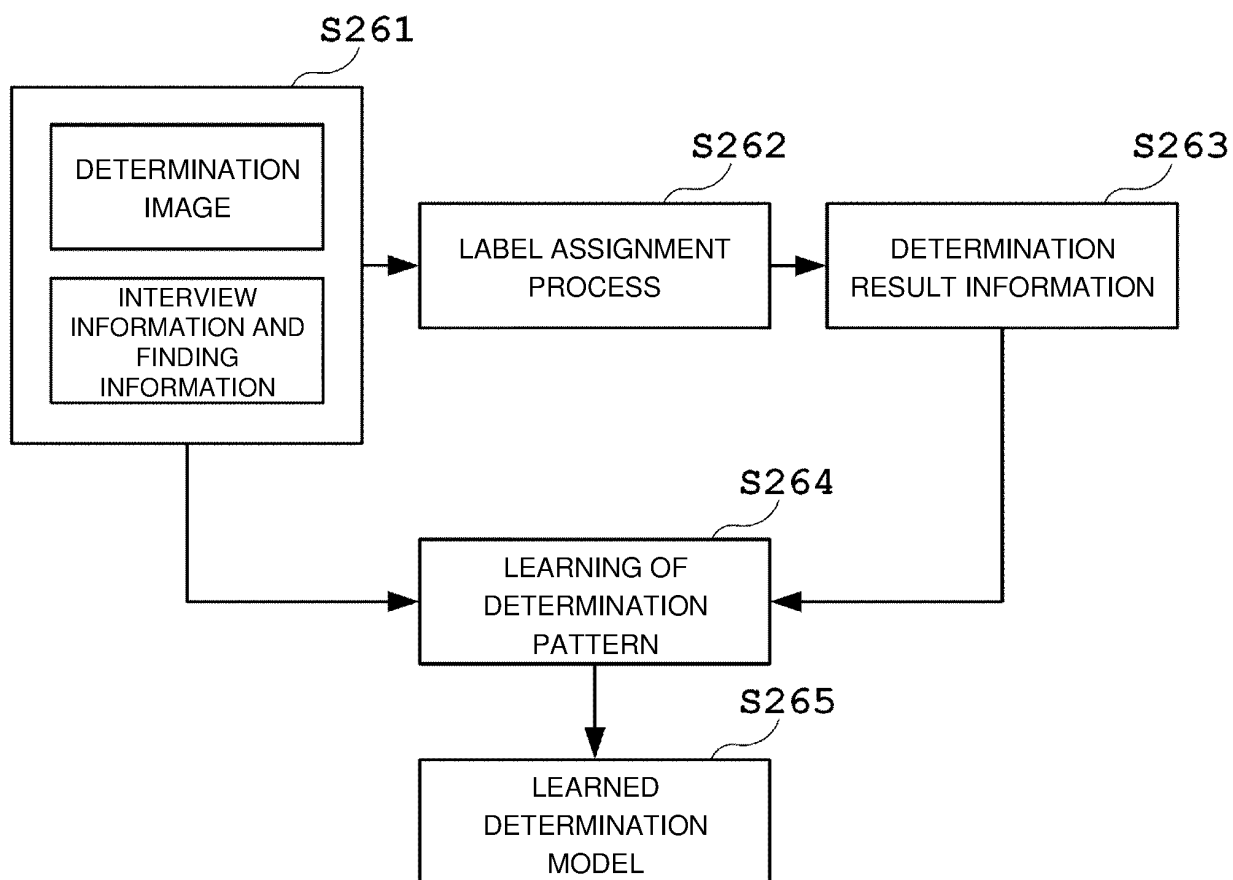 S261
DETERMINATION
IMAGE
INTERVIEW
INFORMATION AND
FINDING
INFORMATION
S262
LABEL ASSIGNMENT
PROCESS
S263
DETERMINATION
RESULT INFORMATION
S264
LEARNING OF
DETERMINATION
PATTERN
S265
LEARNED
DETERMINATION
MODEL